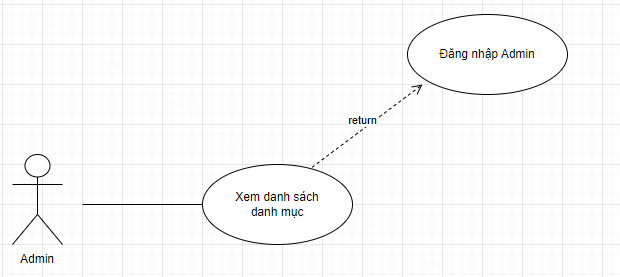 Đăng nhập Admin
return
Xem danh sách
danh mục
Admin